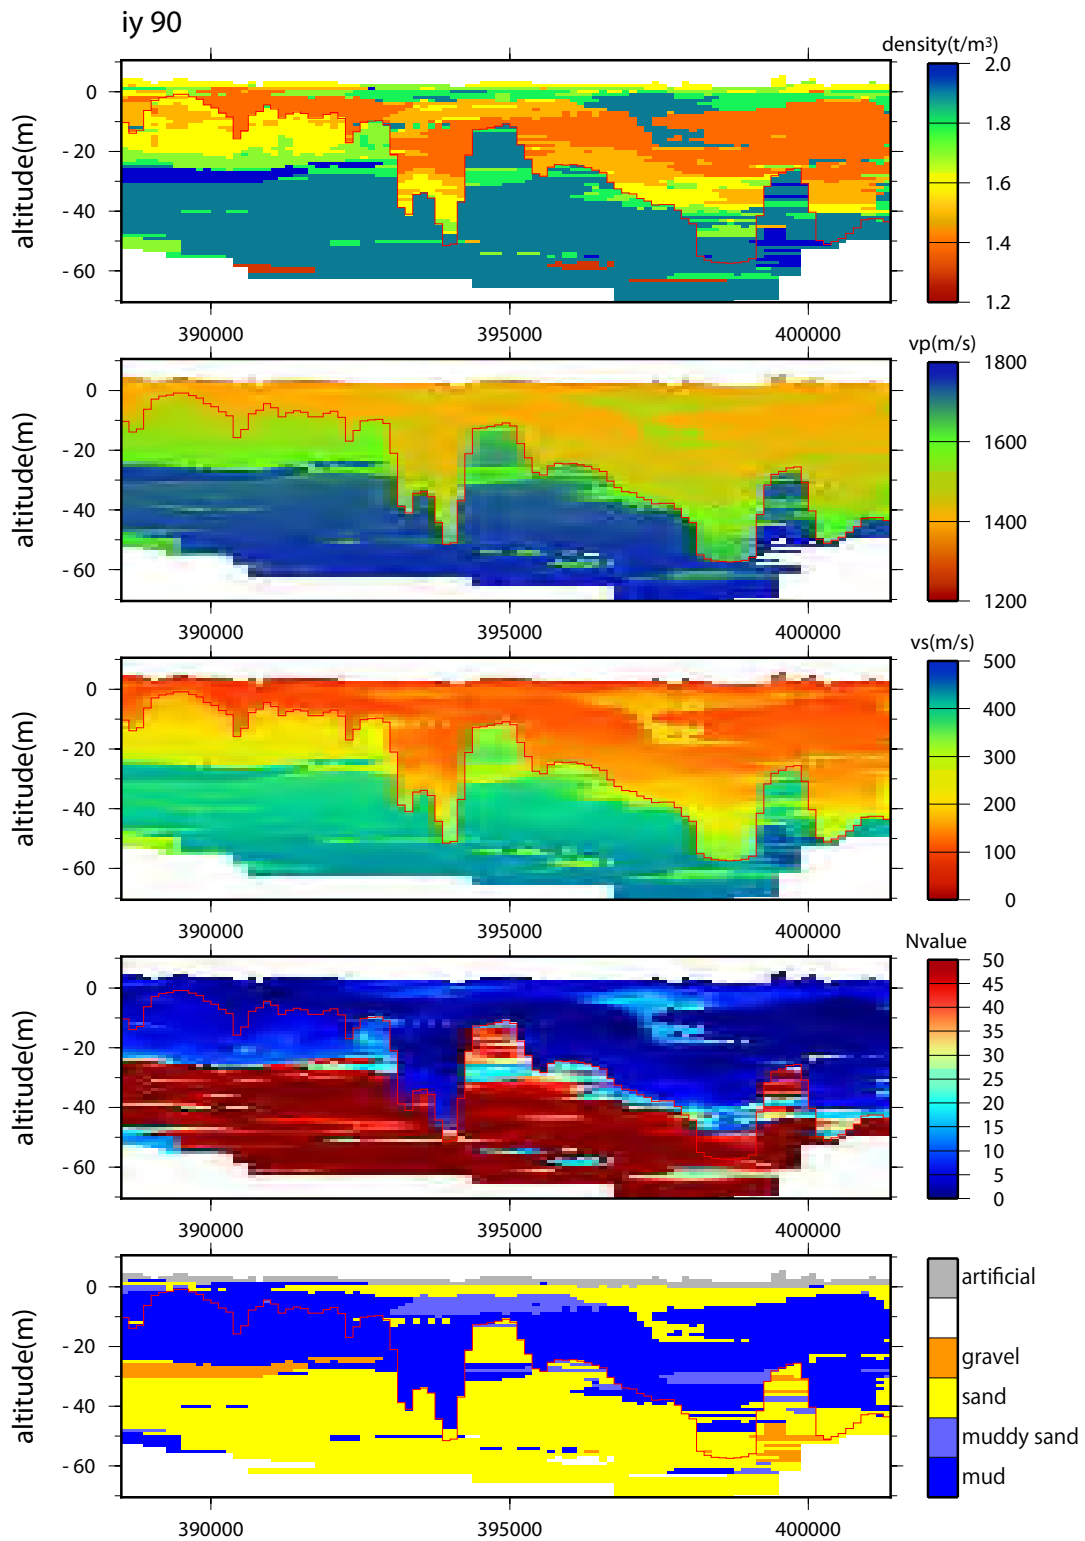 iy 90
density(t/m³)
altitude(m)
0
- 20
- 40
- 60
2.0
1.8
1.6
1.4
1.2
390000 395000 400000
vp(m/s)
altitude(m)
0
- 20
- 40
- 60
1800
1600
1400
1200
390000 395000 400000
vs(m/s)
altitude(m)
0
- 20
- 40
- 60
500
400
300
200
100
0
390000 395000 400000
Nvalue
altitude(m)
0
- 20
- 40
- 60
50
45
40
35
30
25
20
15
10
5
0
390000 395000 400000
altitude(m)
0
- 20
- 40
- 60
artificial
gravel
sand
muddy sand
mud
390000 395000 400000